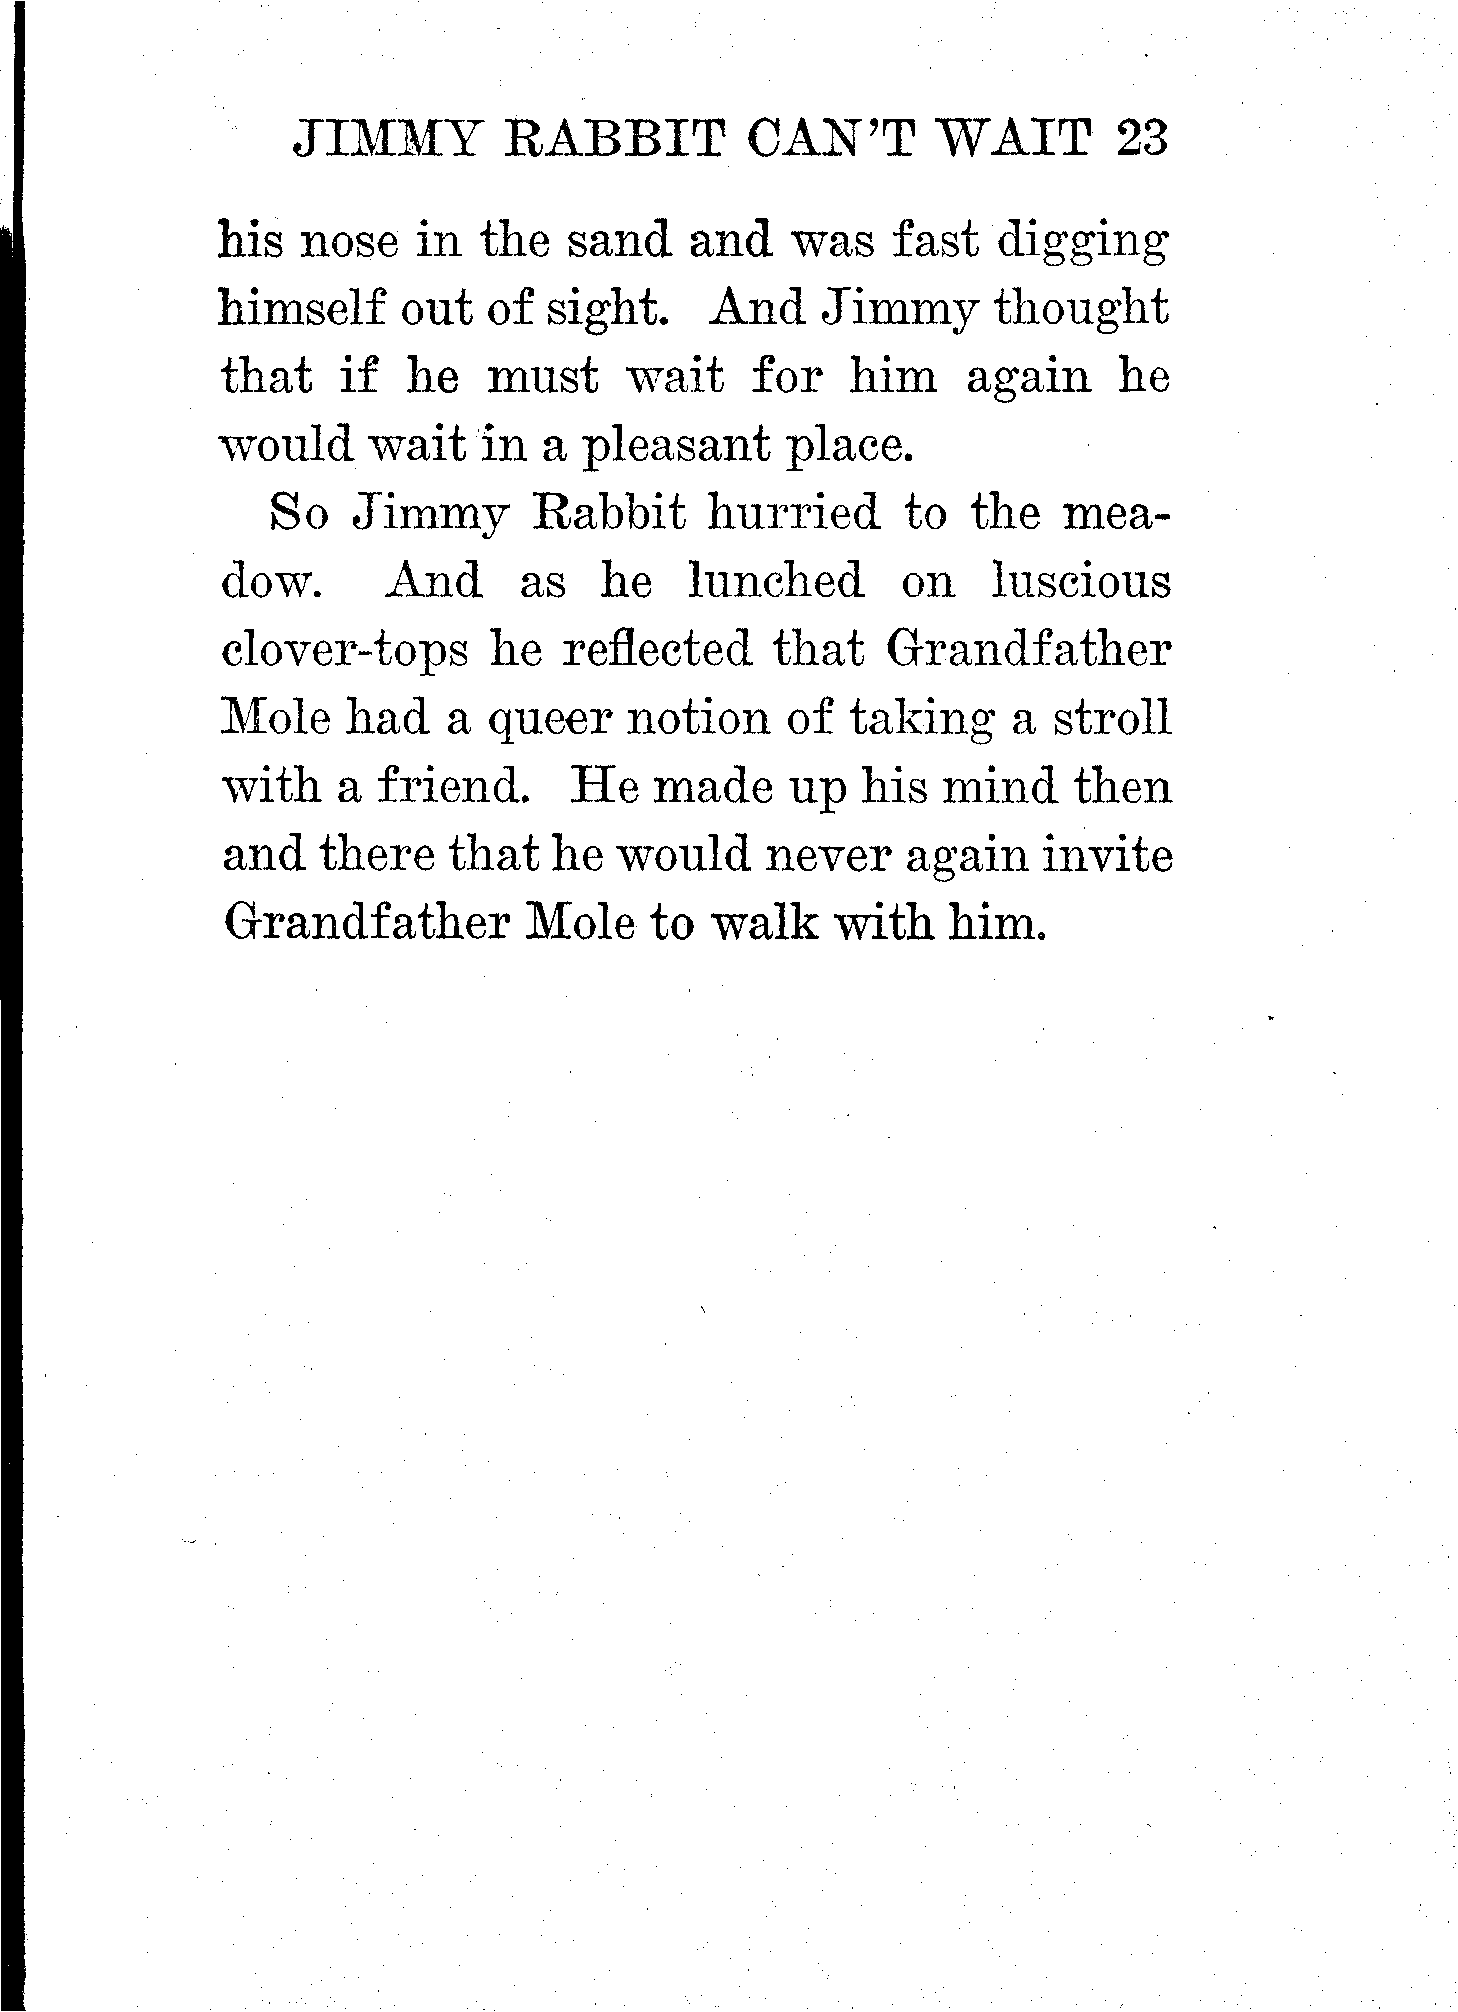 JIMMY RABBIT CAN'T WAIT 23
his nose in the sand and was fast digging
himself out of sight. And Jimmy thought
that if he must wait for him again he
would wait in a pleasant place.
So Jimmy Rabbit hurried to the mea-
dow. And as he lunched on luscious
clover-tops he reflected that Grandfather
Mole had a queer notion of taking a stroll
with a friend. He made up his mind then
and there that he would never again invite
Grandfather Mole to walk with him.